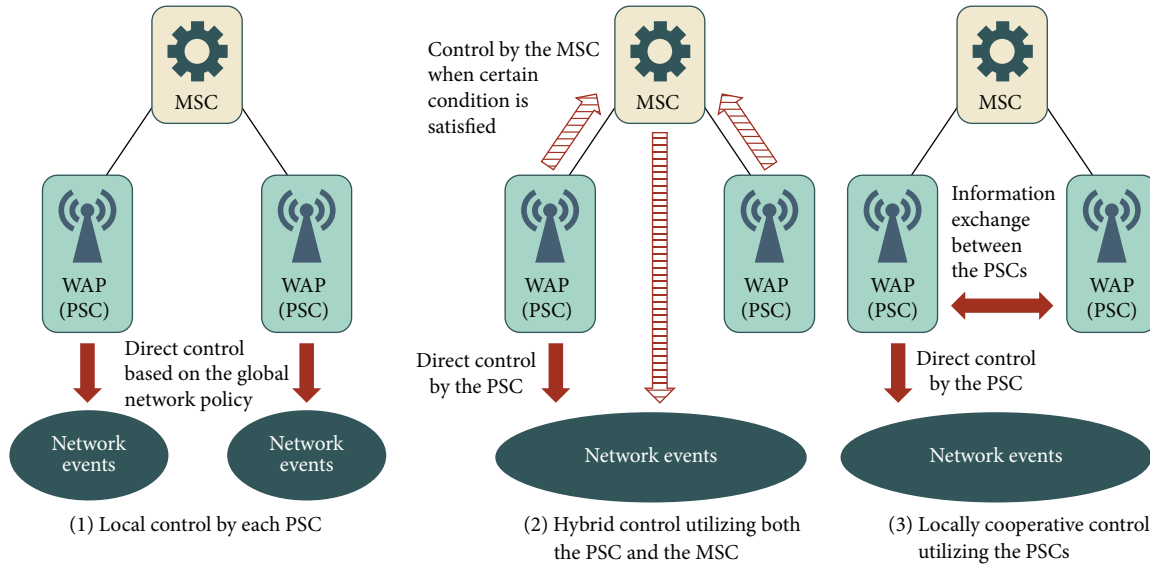 MSC
WAP
(PSC)
WAP
(PSC)
Direct control
based on the global
network policy
Network
events
Network
events
(1) Local control by each PSC
Control by the MSC
when certain
condition is
satisfied
MSC
WAP
(PSC)
WAP
(PSC)
Direct control
by the PSC
Network events
(2) Hybrid control utilizing both
the PSC and the MSC
MSC
WAP
(PSC)
Information
exchange
between
the PSCs
WAP
(PSC)
Direct control
by the PSC
Network events
(3) Locally cooperative control
utilizing the PSCs